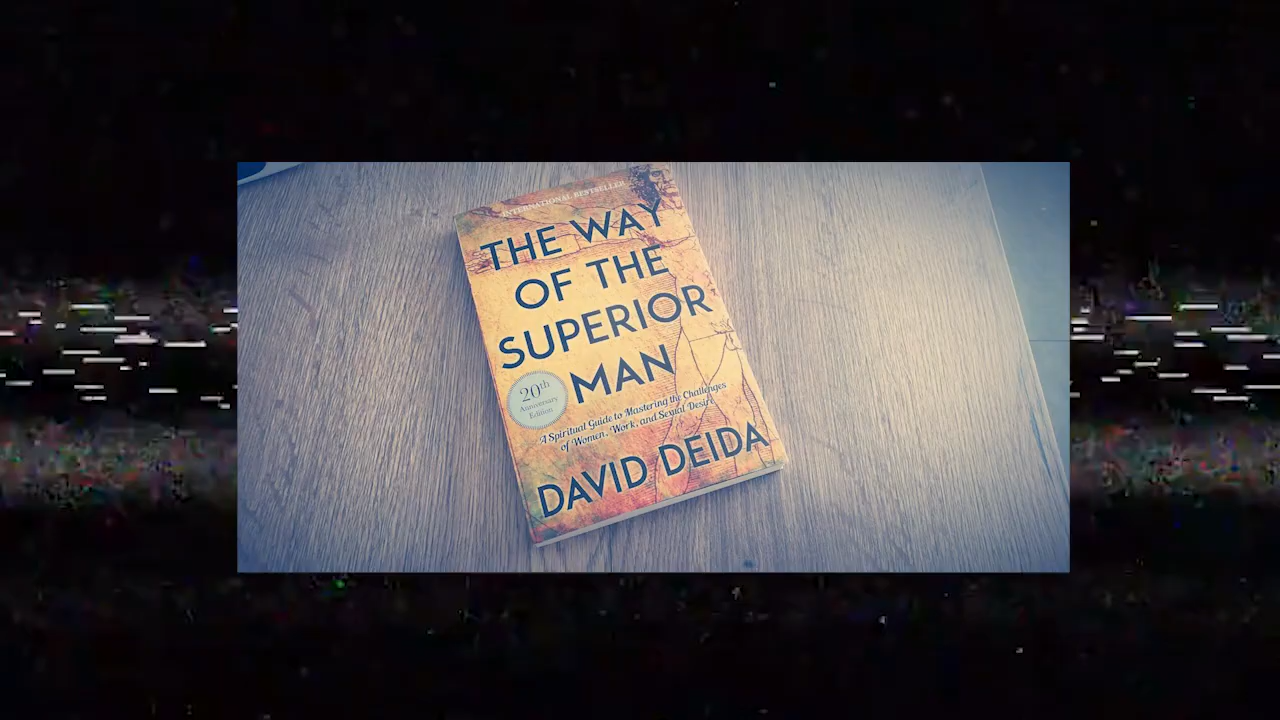 INTERNATIONAL BESTSELLER
THE WAY
OF THE
SUPERIOR
MAN
20th
Anniversary
Edition
A Spiritual Guide to Mastering the Challenges
of Women, Work, and Sexual Desire
DAVID DEIDA